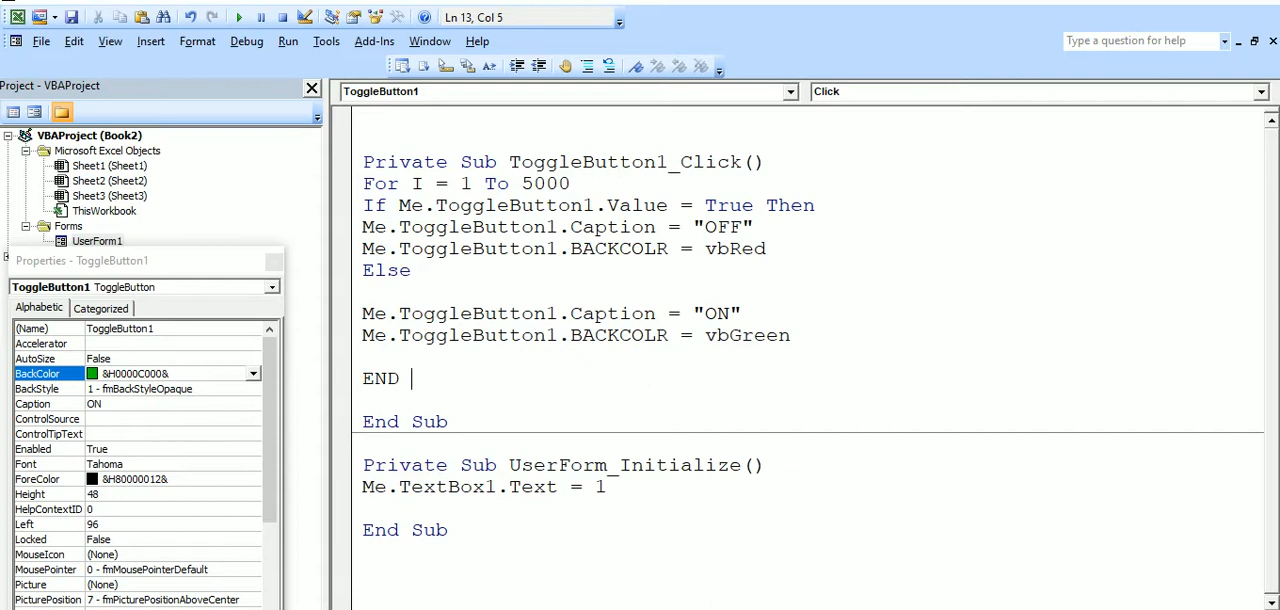 Ln 13, Col 5
File Edit View Insert Format Debug Run Tools Add-Ins Window Help
Type a question for help
Project - VBAProject
VBAProject (Book2)
Microsoft Excel Objects
Sheet1 (Sheet1)
Sheet2 (Sheet2)
Sheet3 (Sheet3)
ThisWorkbook
Forms
UserForm1
Properties - ToggleButton1
ToggleButton1 ToggleButton
Alphabetic Categorized
(Name) ToggleButton1
Accelerator
AutoSize False
BackColor &H0000C000&
BackStyle 1 - fmBackStyleOpaque
Caption ON
ControlSource
ControlTipText
Enabled True
Font Tahoma
ForeColor &H80000012&
Height 48
HelpContextID 0
Left 96
Locked False
MouseIcon (None)
MousePointer 0 - fmMousePointerDefault
Picture (None)
PicturePosition 7 - fmPicturePositionAboveCenter
ToggleButton1 Click
Private Sub ToggleButton1_Click()
For I = 1 To 5000
If Me.ToggleButton1.Value = True Then
Me.ToggleButton1.Caption = "OFF"
Me.ToggleButton1.BACKCOLR = vbRed
Else
Me.ToggleButton1.Caption = "ON"
Me.ToggleButton1.BACKCOLR = vbGreen
END
End Sub
Private Sub UserForm_Initialize()
Me.TextBox1.Text = 1
End Sub